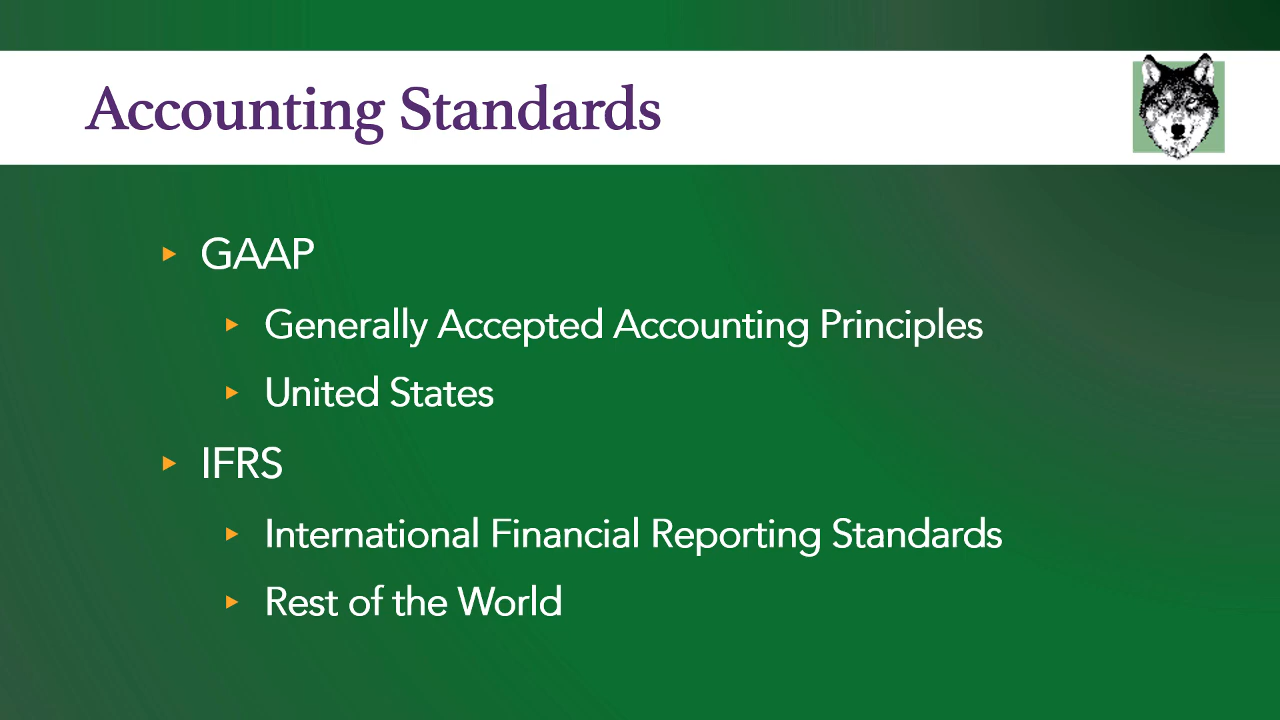 Accounting Standards
GAAP
Generally Accepted Accounting Principles
United States
IFRS
International Financial Reporting Standards
Rest of the World